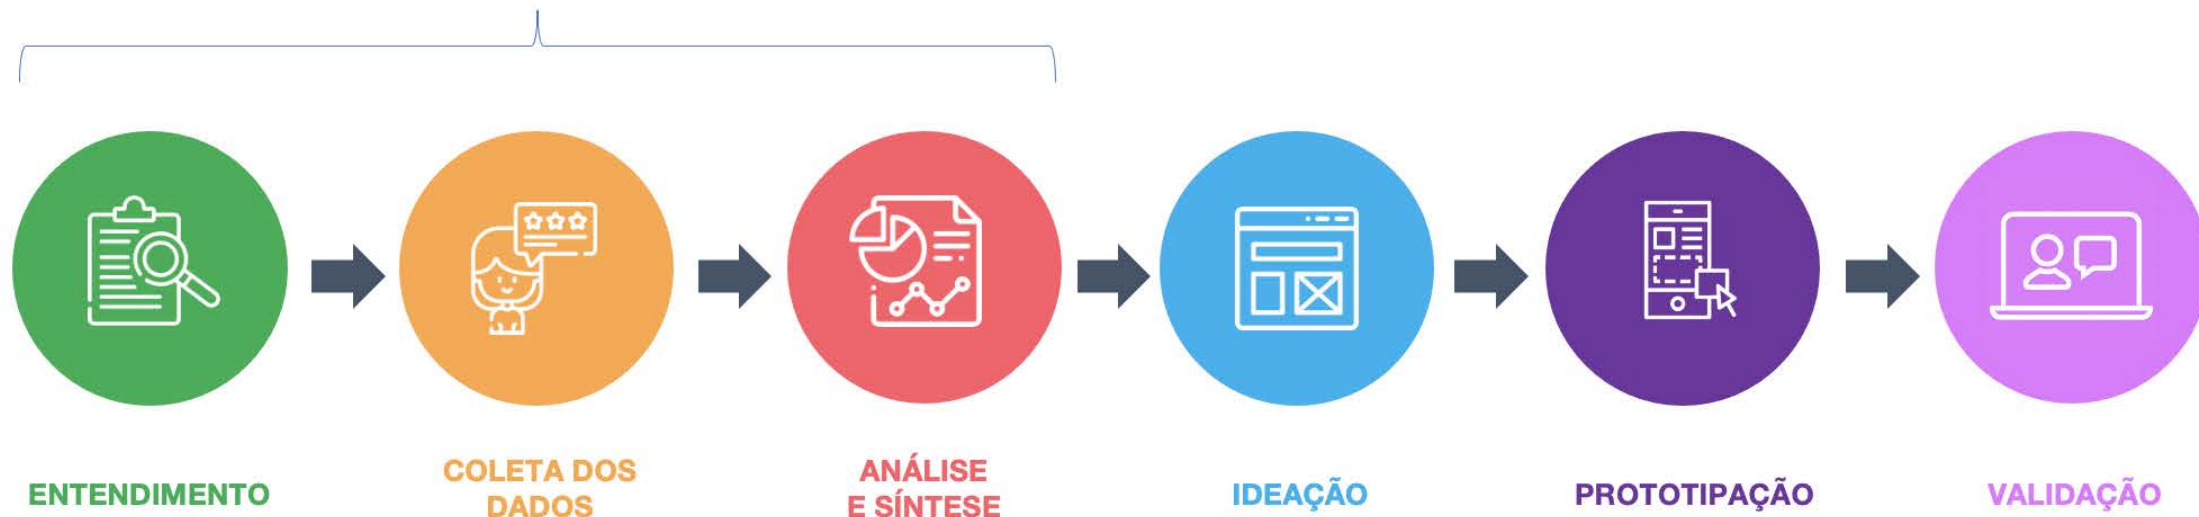 ENTENDIMENTO
COLETA DOS
DADOS
ANÁLISE
E SÍNTESE
IDEAÇÃO
PROTOTIPAÇÃO
VALIDAÇÃO